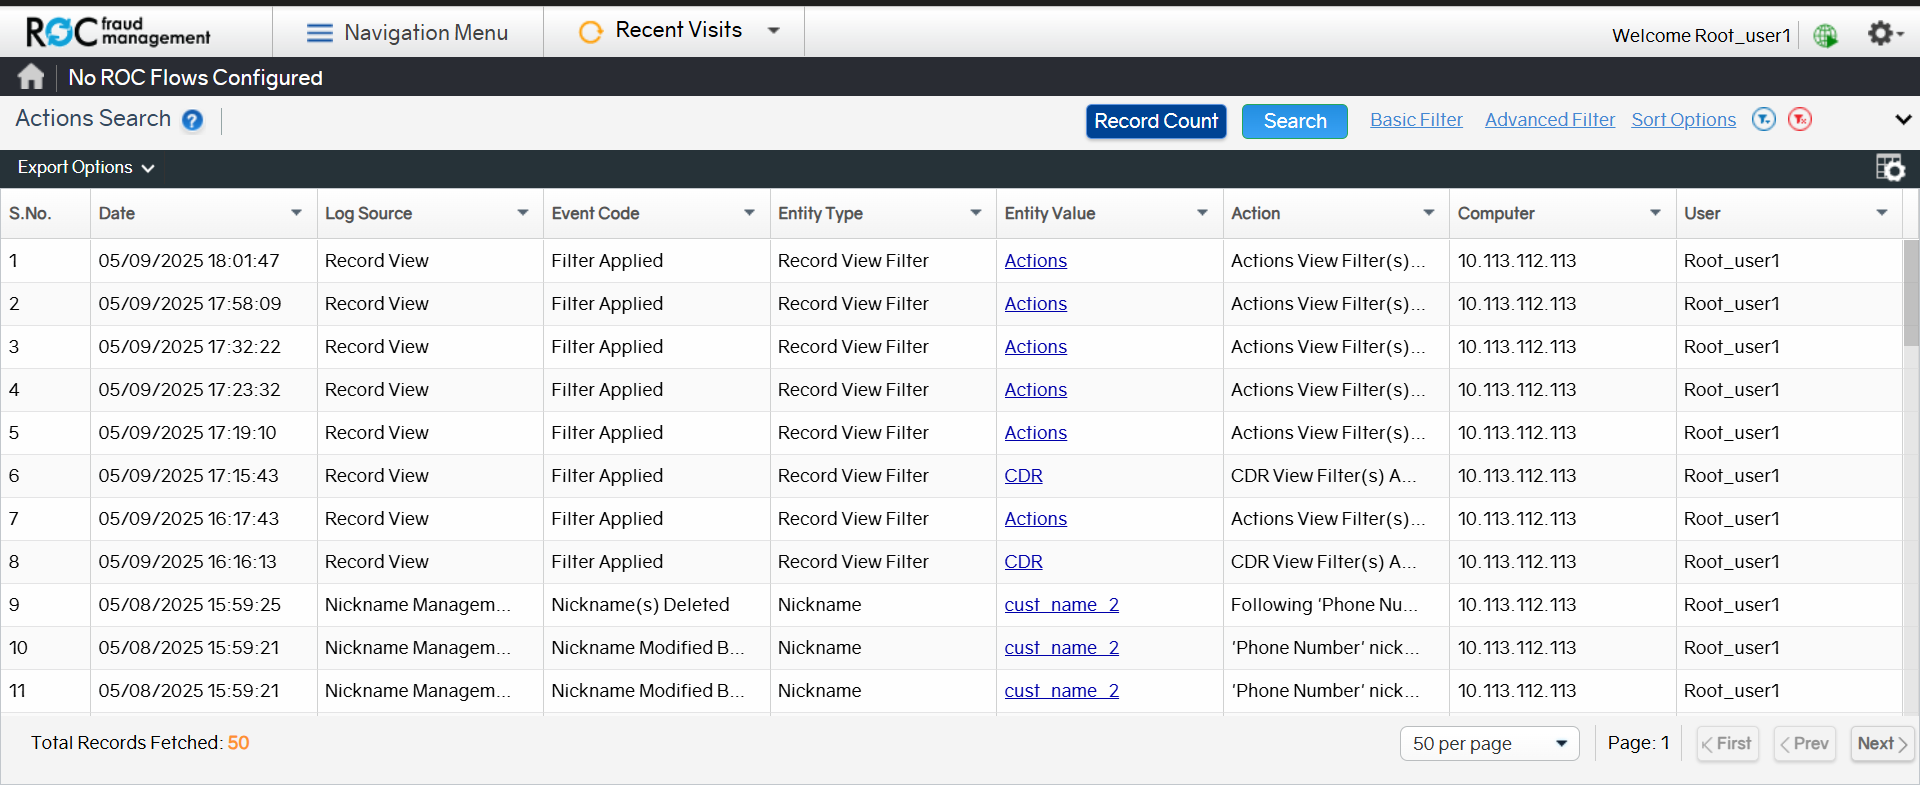 ROC fraud management
Navigation Menu
Recent Visits
Welcome Root_user1
No ROC Flows Configured
Actions Search ?
Record Count Search Basic Filter Advanced Filter Sort Options
Export Options
S.No. Date Log Source Event Code Entity Type Entity Value Action Computer User
1 05/09/2025 18:01:47 Record View Filter Applied Record View Filter Actions Actions View Filter(s)... 10.113.112.113 Root_user1
2 05/09/2025 17:58:09 Record View Filter Applied Record View Filter Actions Actions View Filter(s)... 10.113.112.113 Root_user1
3 05/09/2025 17:32:22 Record View Filter Applied Record View Filter Actions Actions View Filter(s)... 10.113.112.113 Root_user1
4 05/09/2025 17:23:32 Record View Filter Applied Record View Filter Actions Actions View Filter(s)... 10.113.112.113 Root_user1
5 05/09/2025 17:19:10 Record View Filter Applied Record View Filter Actions Actions View Filter(s)... 10.113.112.113 Root_user1
6 05/09/2025 17:15:43 Record View Filter Applied Record View Filter CDR CDR View Filter(s) A... 10.113.112.113 Root_user1
7 05/09/2025 16:17:43 Record View Filter Applied Record View Filter Actions Actions View Filter(s)... 10.113.112.113 Root_user1
8 05/09/2025 16:16:13 Record View Filter Applied Record View Filter CDR CDR View Filter(s) A... 10.113.112.113 Root_user1
9 05/08/2025 15:59:25 Nickname Managem... Nickname(s) Deleted Nickname cust_name_2 Following 'Phone Nu... 10.113.112.113 Root_user1
10 05/08/2025 15:59:21 Nickname Managem... Nickname Modified B... Nickname cust_name_2 'Phone Number' nick... 10.113.112.113 Root_user1
11 05/08/2025 15:59:21 Nickname Managem... Nickname Modified B... Nickname cust_name_2 'Phone Number' nick... 10.113.112.113 Root_user1
Total Records Fetched: 50
50 per page Page: 1 First Prev Next